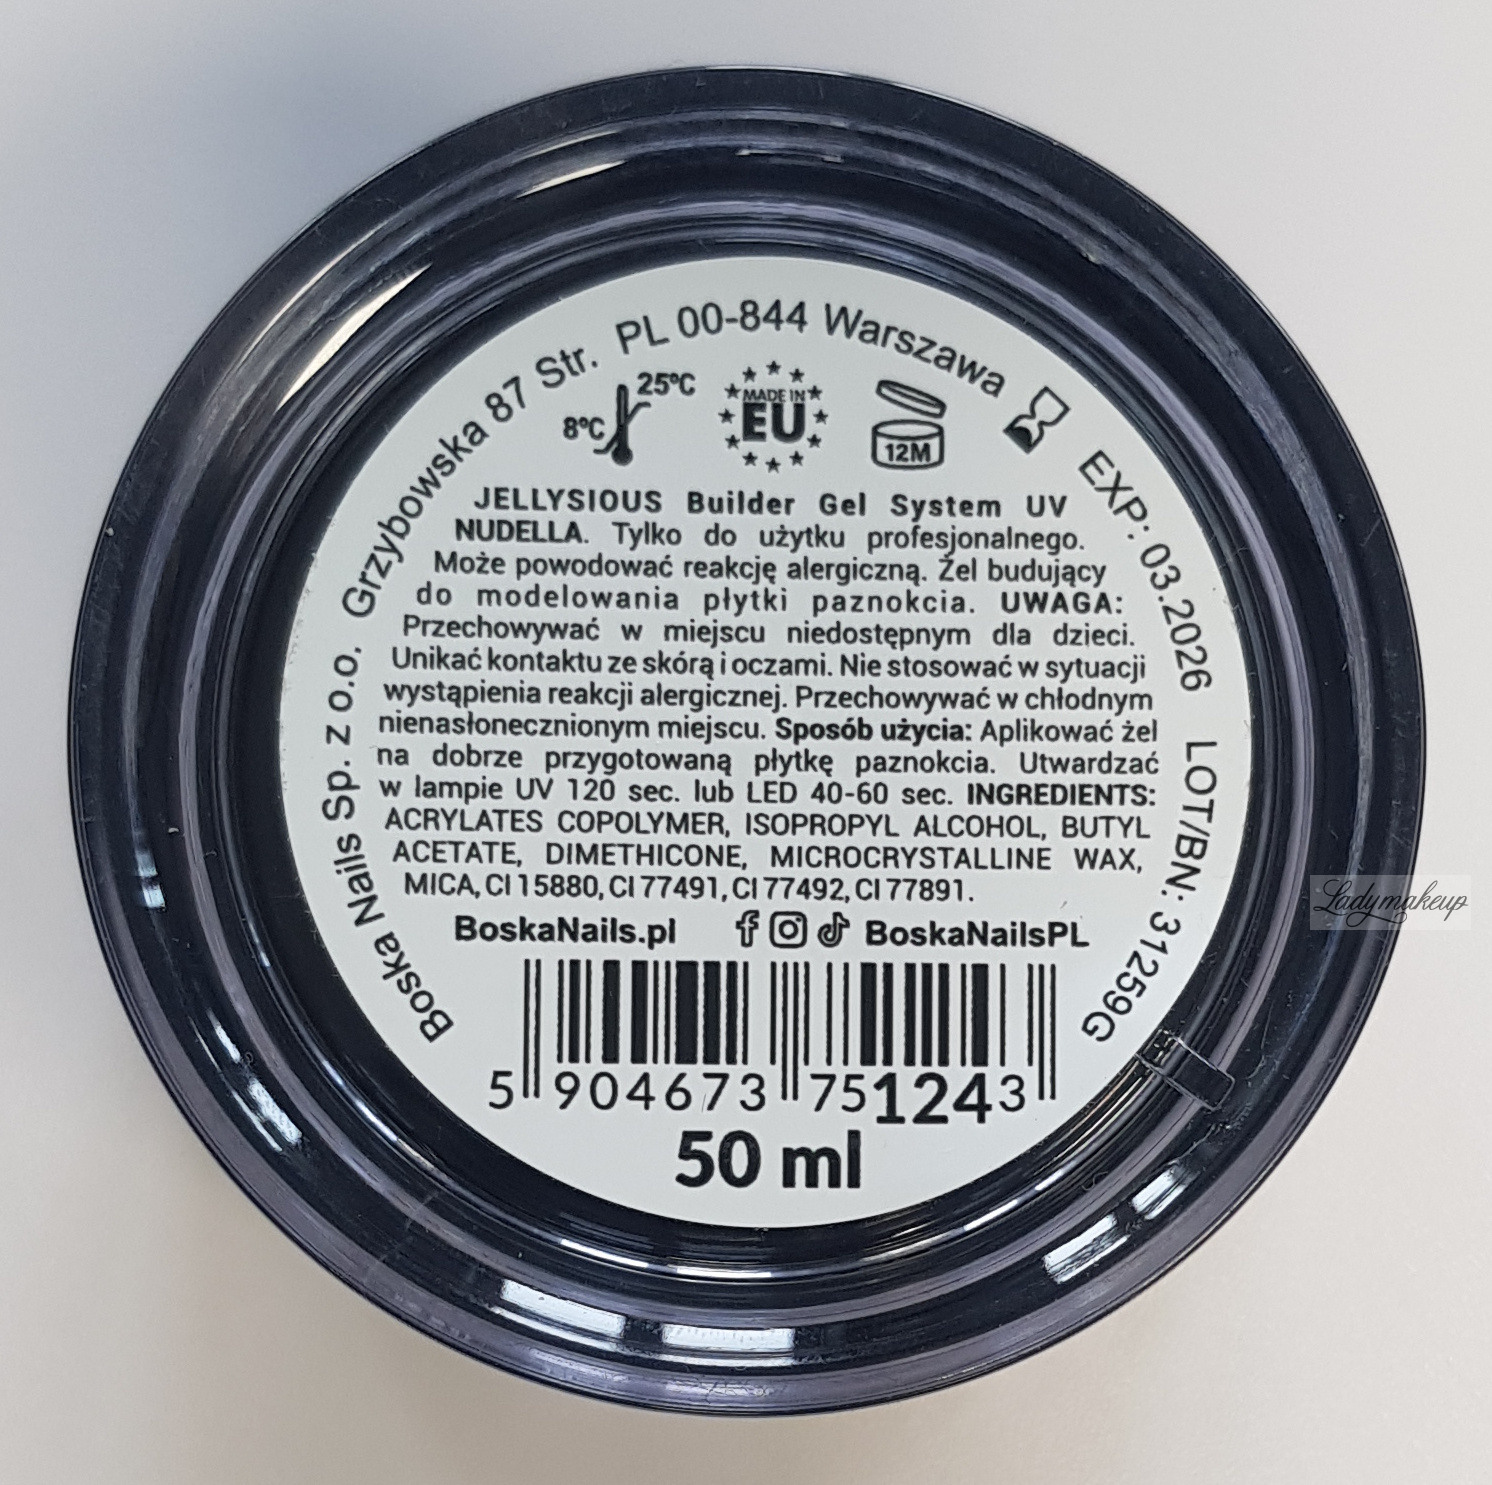 Boska Nails Sp. z o.o. Grzybowska 87 Str. PL 00-844 Warszawa
EXP: 03.2026 LOT/BN: 31259G
8°C 25°C
MADE IN
EU
12M
JELLYSIOUS Builder Gel System UV
NUDELLA. Tylko do użytku profesjonalnego.
Może powodować reakcję alergiczną. Żel budujący
do modelowania płytki paznokcia. UWAGA:
Przechowywać w miejscu niedostępnym dla dzieci.
Unikać kontaktu ze skórą i oczami. Nie stosować w sytuacji
wystąpienia reakcji alergicznej. Przechowywać w chłodnym
nienasłonecznionym miejscu. Sposób użycia: Aplikować żel
na dobrze przygotowaną płytkę paznokcia. Utwardzać
w lampie UV 120 sec. lub LED 40-60 sec. INGREDIENTS:
ACRYLATES COPOLYMER, ISOPROPYL ALCOHOL, BUTYL
ACETATE, DIMETHICONE, MICROCRYSTALLINE WAX,
MICA, CI 15880, CI 77491, CI 77492, CI 77891.
BoskaNails.pl BoskaNailsPL
5 904673 751243
50 ml
Ladymakeup